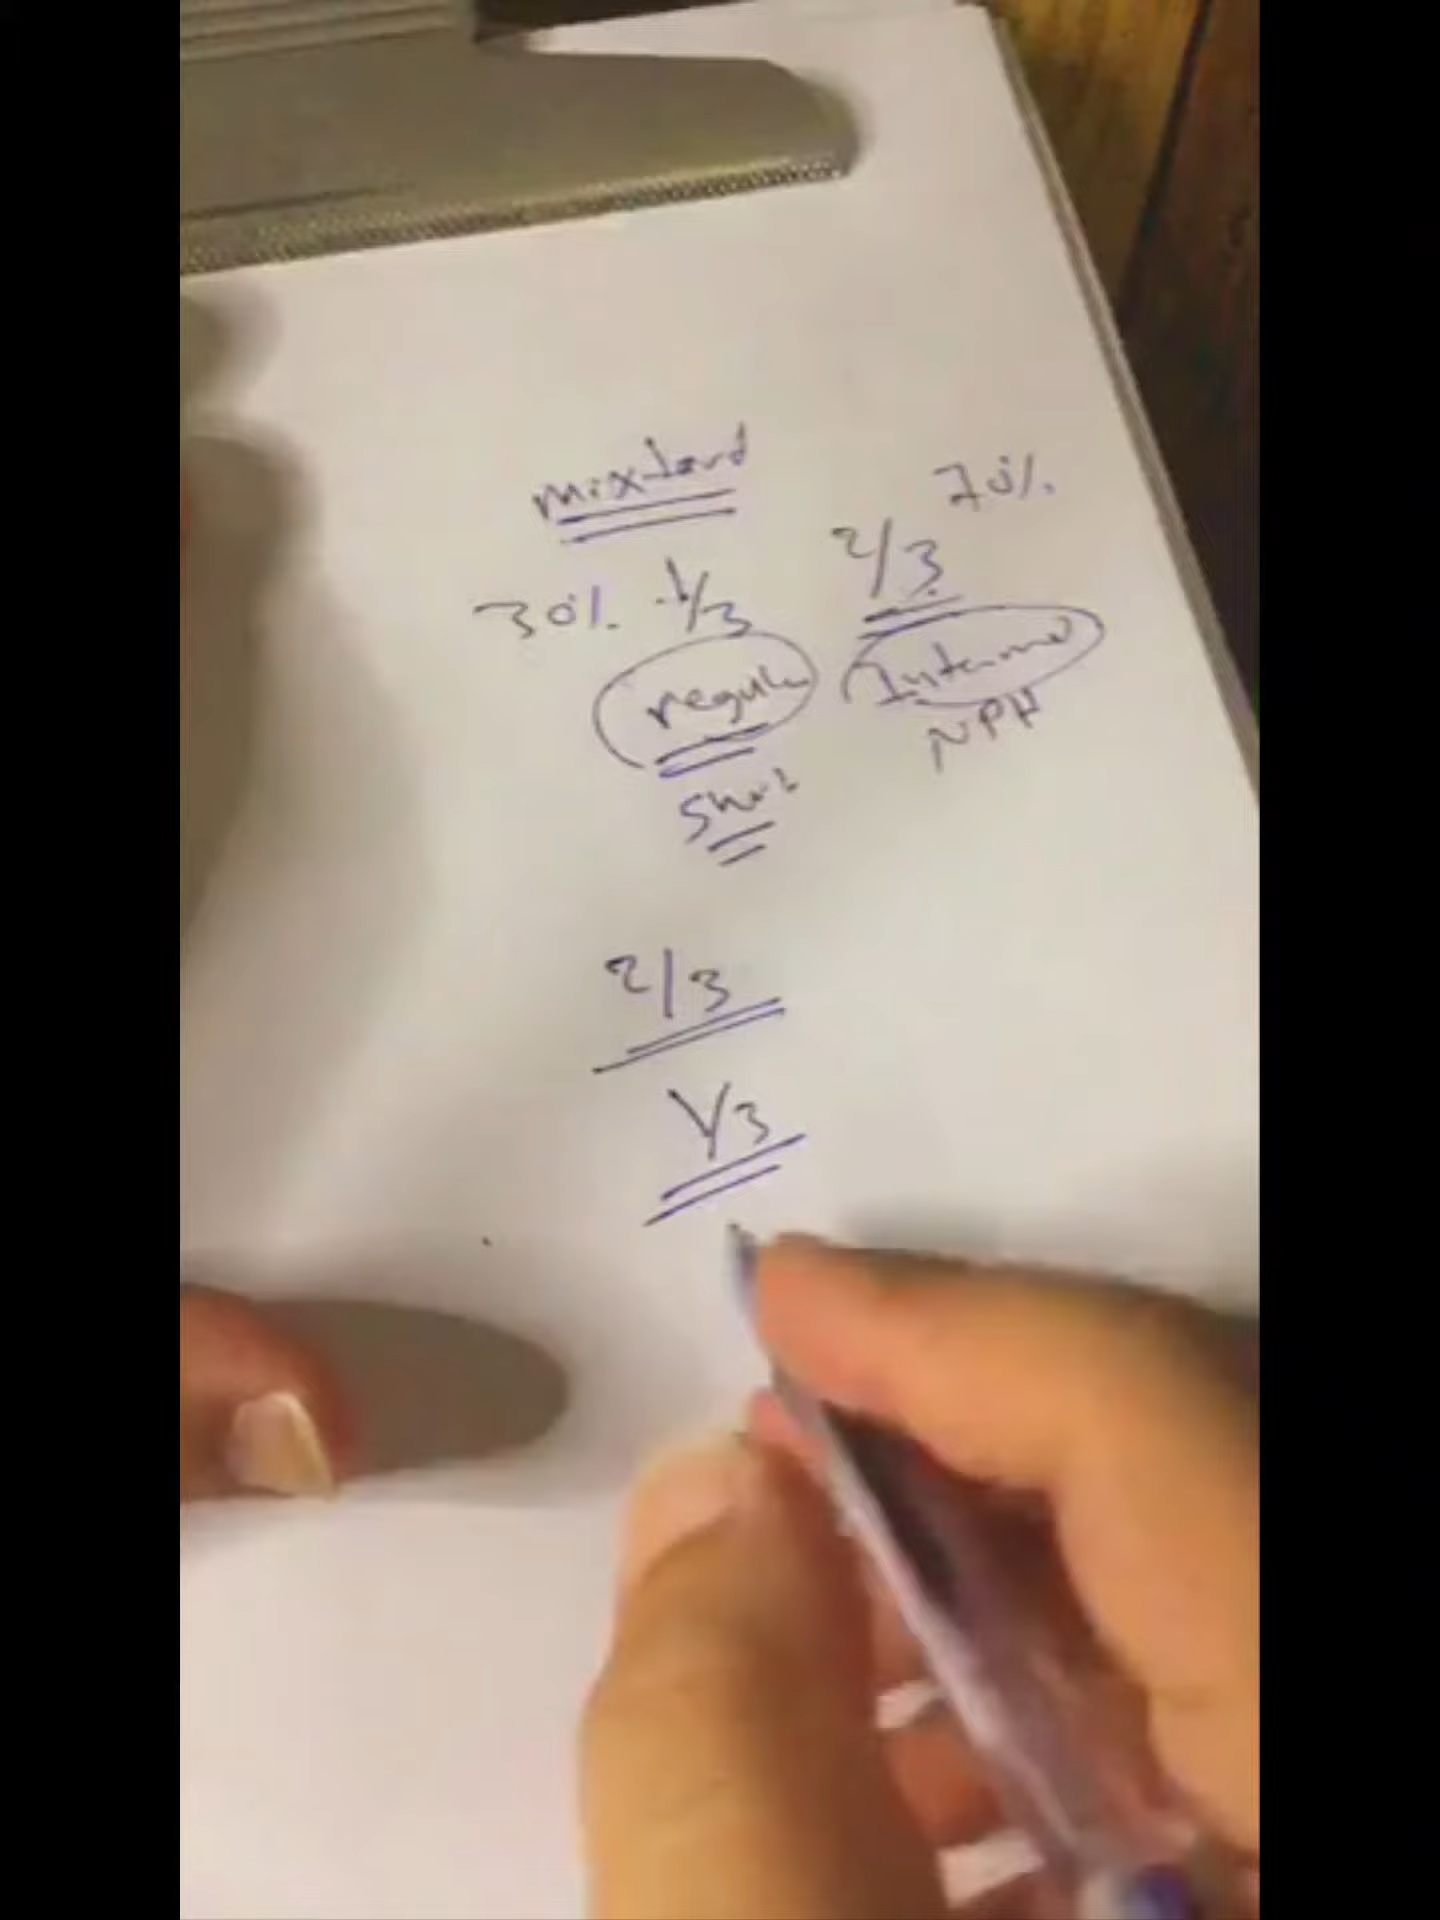 mixtard
70%
30% 1/3 2/3
regular Intermed
NPH
Short
2/3
1/3